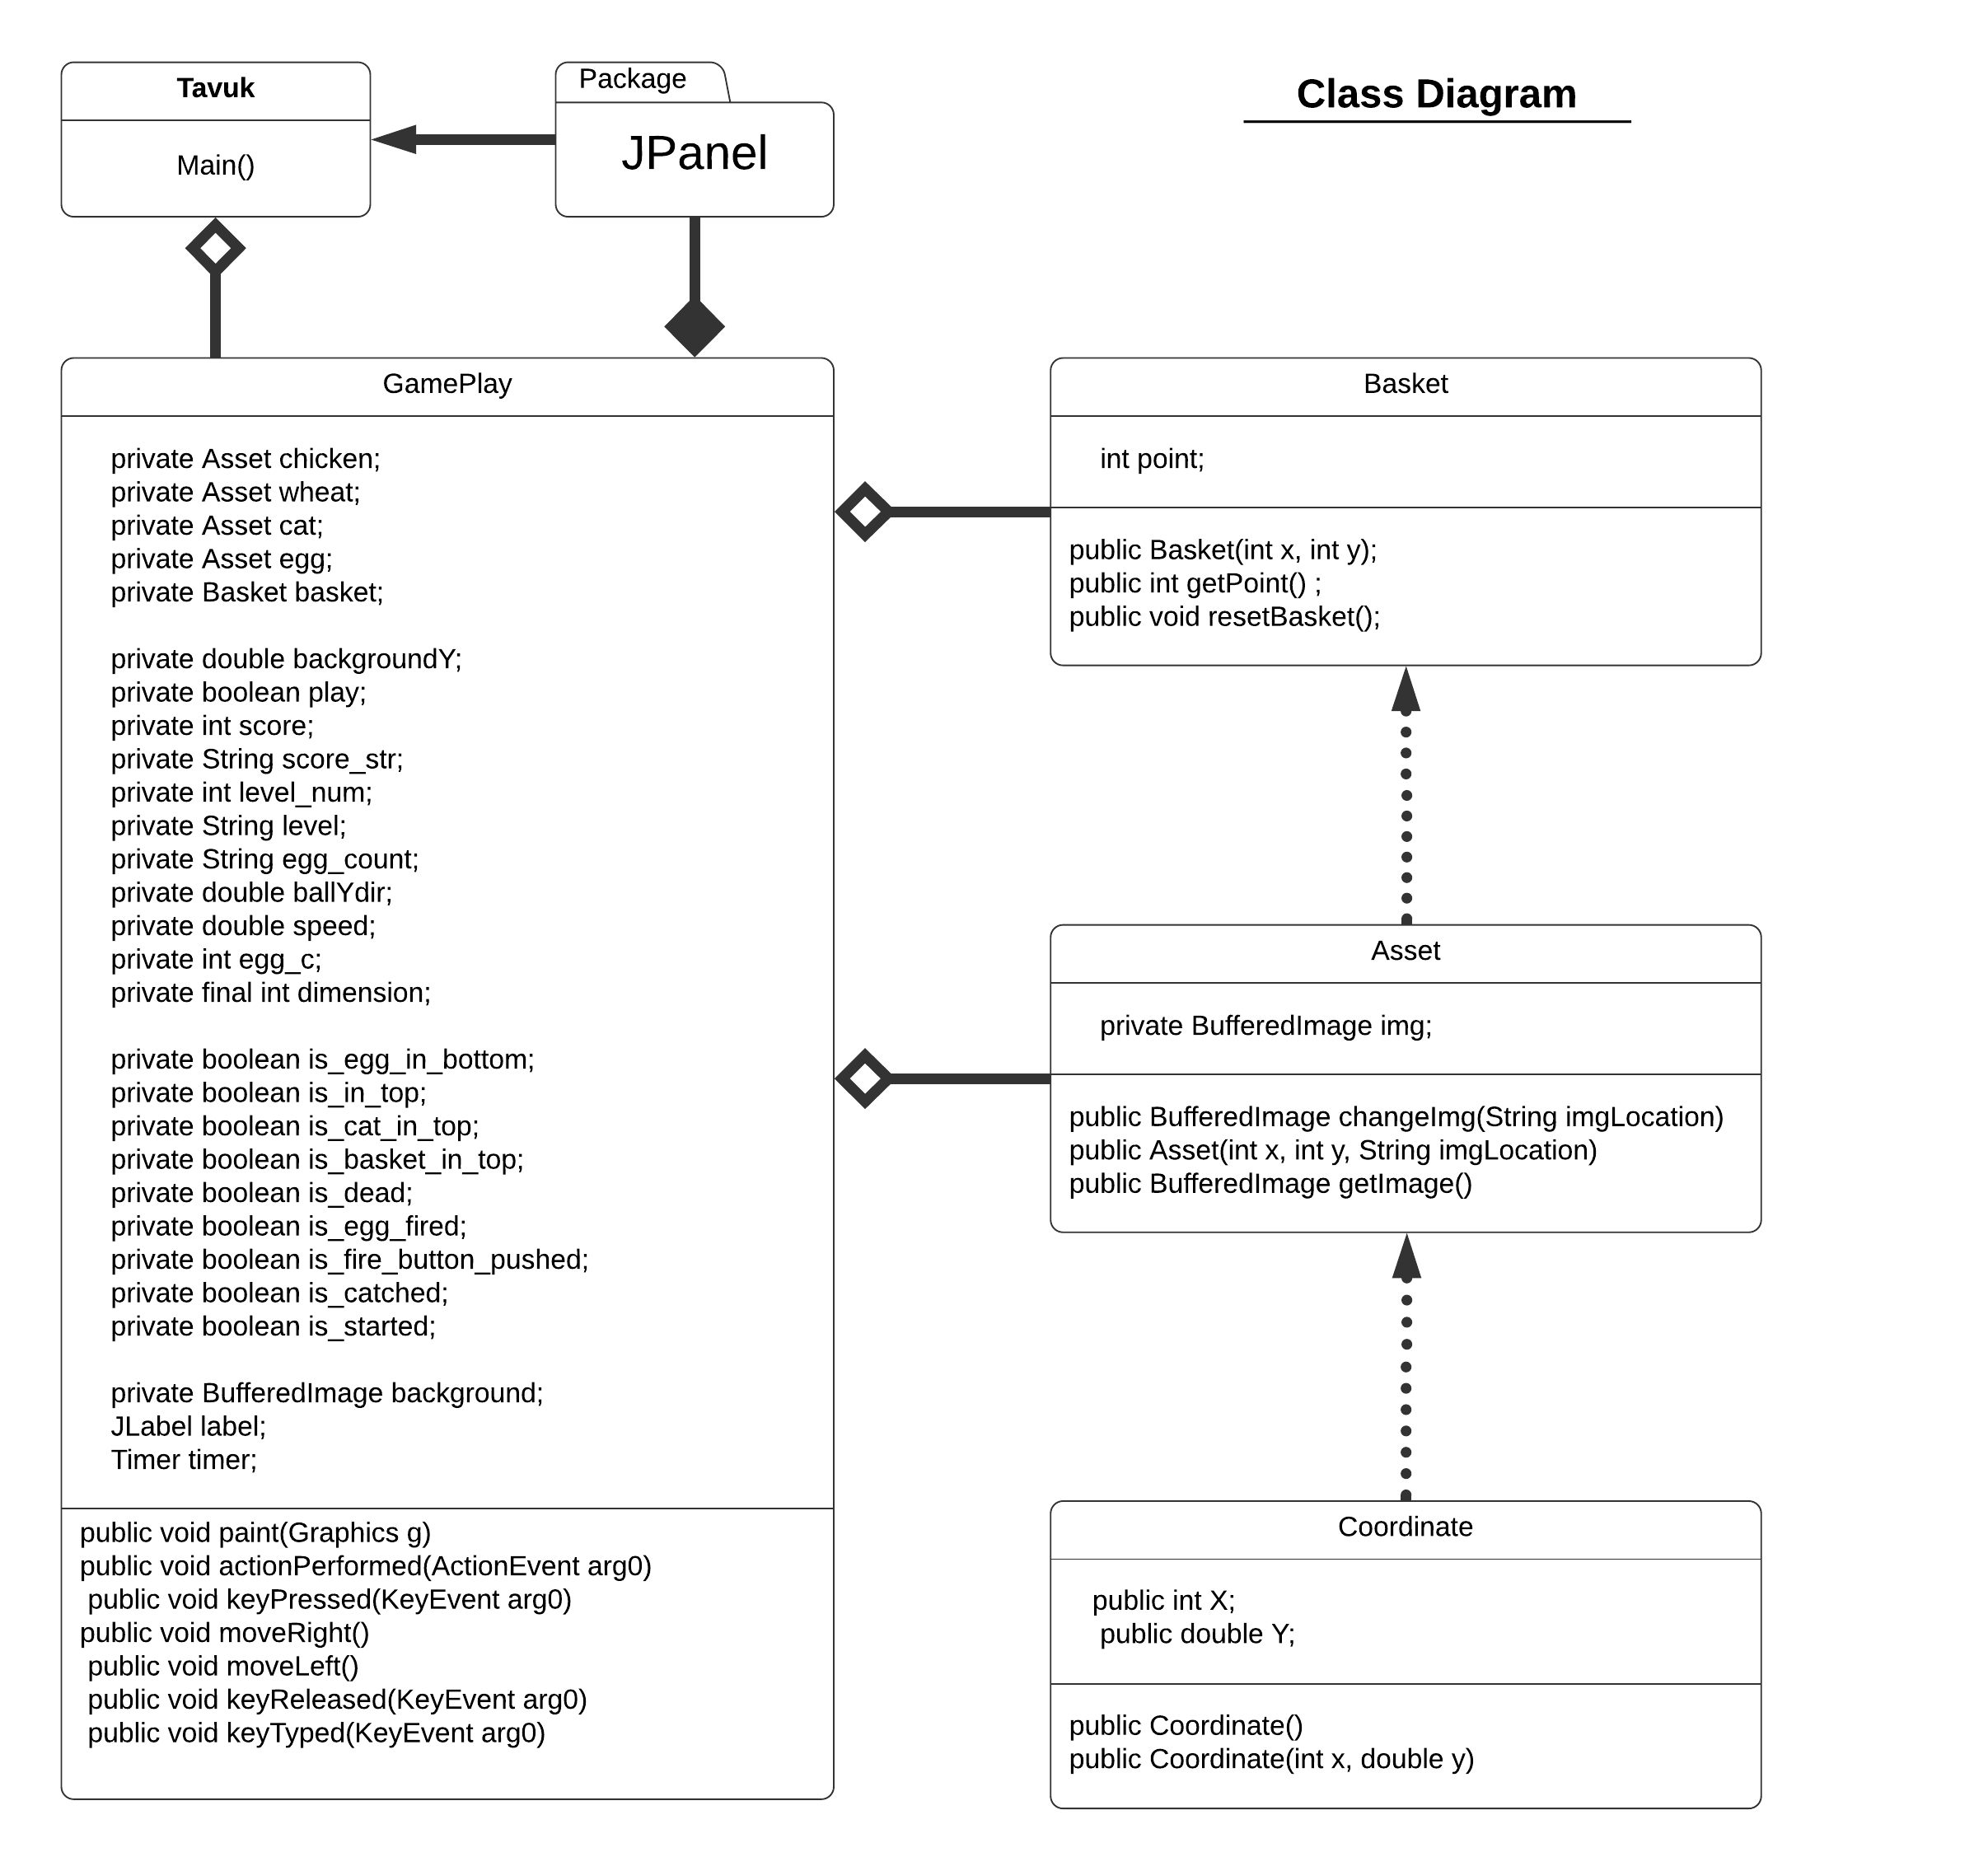 Tavuk
Main()
Package
JPanel
Class Diagram
GamePlay
private Asset chicken;
private Asset wheat;
private Asset cat;
private Asset egg;
private Basket basket;
private double backgroundY;
private boolean play;
private int score;
private String score_str;
private int level_num;
private String level;
private String egg_count;
private double ballYdir;
private double speed;
private int egg_c;
private final int dimension;
private boolean is_egg_in_bottom;
private boolean is_in_top;
private boolean is_cat_in_top;
private boolean is_basket_in_top;
private boolean is_dead;
private boolean is_egg_fired;
private boolean is_fire_button_pushed;
private boolean is_catched;
private boolean is_started;
private BufferedImage background;
JLabel label;
Timer timer;
public void paint(Graphics g)
public void actionPerformed(ActionEvent arg0)
public void keyPressed(KeyEvent arg0)
public void moveRight()
public void moveLeft()
public void keyReleased(KeyEvent arg0)
public void keyTyped(KeyEvent arg0)
Basket
int point;
public Basket(int x, int y);
public int getPoint() ;
public void resetBasket();
Asset
private BufferedImage img;
public BufferedImage changeImg(String imgLocation)
public Asset(int x, int y, String imgLocation)
public BufferedImage getImage()
Coordinate
public int X;
public double Y;
public Coordinate()
public Coordinate(int x, double y)